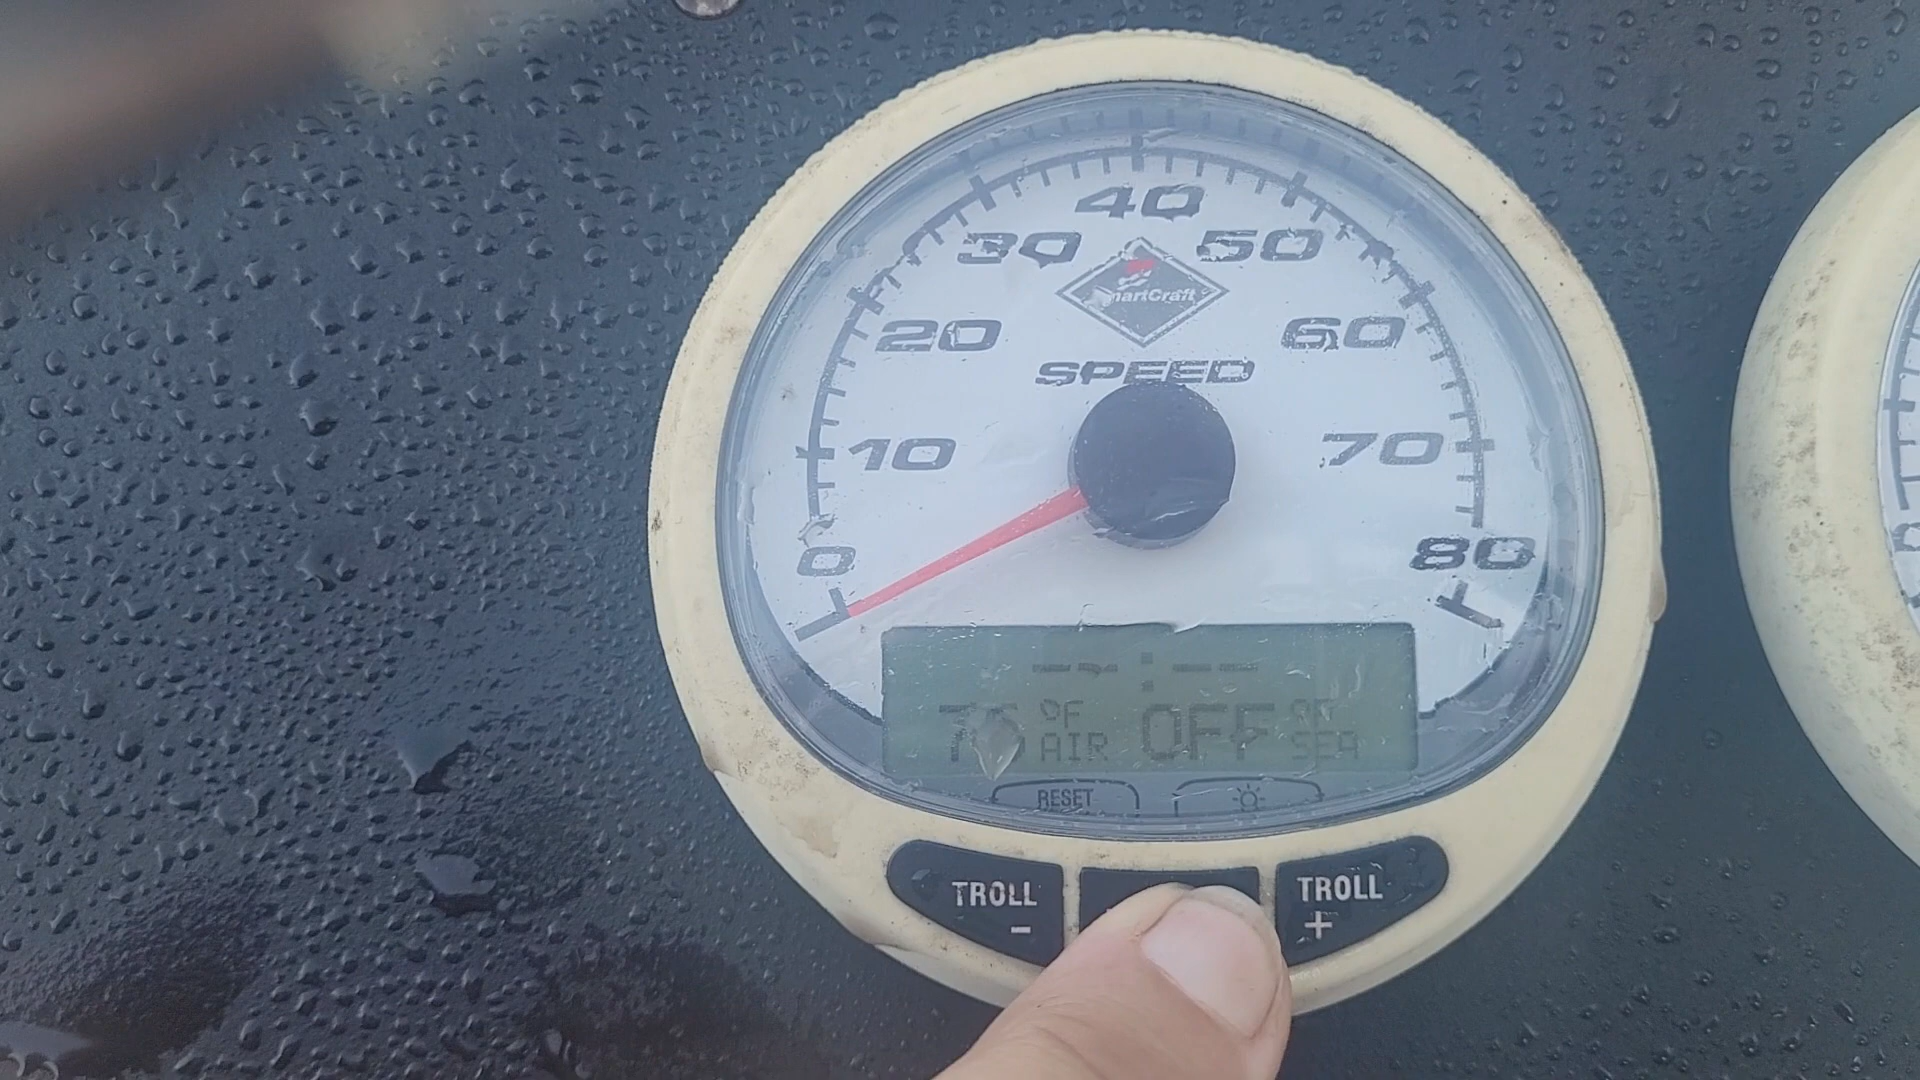 40
30 50
SmartCraft
20 60
SPEED
10 70
0 80
--:--
°F OFF °F
AIR SEA
RESET
TROLL TROLL
- +